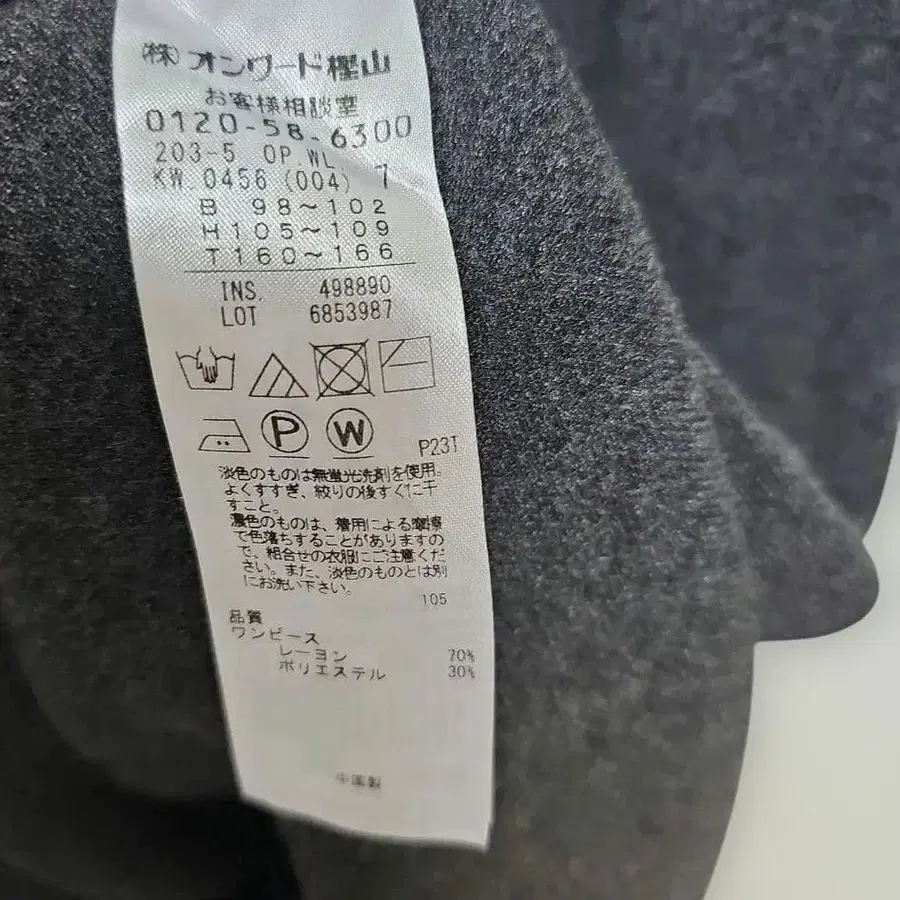 (株)オンワード樫山
お客様相談室
0120-58-6300
203-5 OP.WL.
KW.0456 (004) 7
B 98~102
H105~109
T160~166
INS. 498890
LOT 6853987
P W P23T
淡色のものは無蛍光洗剤を使用。
よくすすぎ、絞りの後すぐに干
すこと。
濃色のものは、着用による摩擦
で色落ちすることがありますの
で、組合せの衣服にご注意くだ
さい。また、淡色のものとは別
にお洗い下さい。
105
品質
ワンピース
レーヨン 70%
ポリエステル 30%
中国製